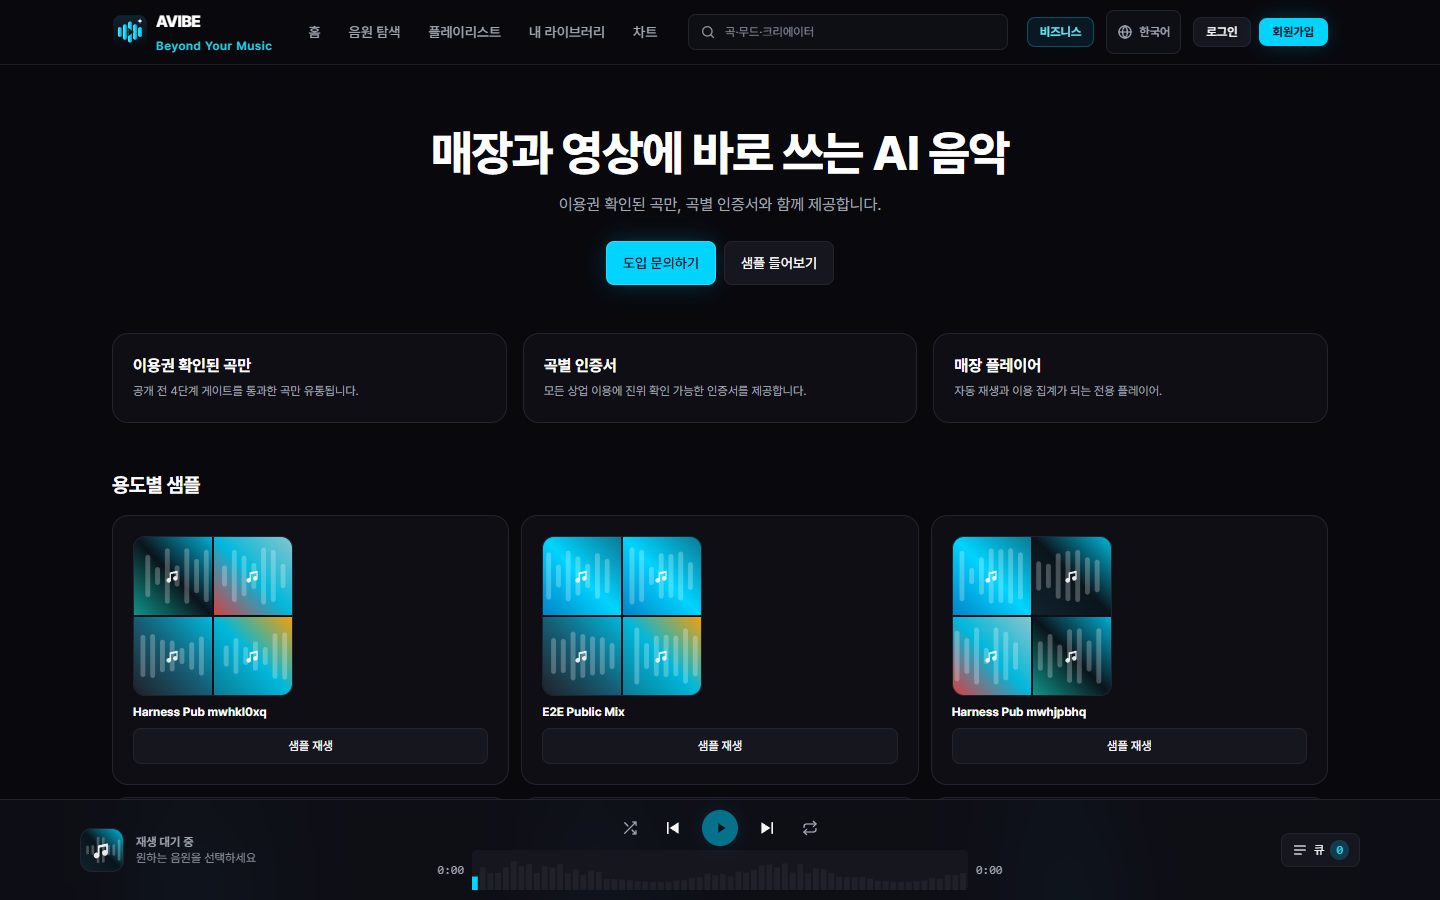 AVIBE
Beyond Your Music
홈
음원 탐색
플레이리스트
내 라이브러리
차트
곡·무드·크리에이터
비즈니스
한국어
로그인
회원가입
매장과 영상에 바로 쓰는 AI 음악
이용권 확인된 곡만, 곡별 인증서와 함께 제공합니다.
도입 문의하기
샘플 들어보기
이용권 확인된 곡만
공개 전 4단계 게이트를 통과한 곡만 유통됩니다.
곡별 인증서
모든 상업 이용에 진위 확인 가능한 인증서를 제공합니다.
매장 플레이어
자동 재생과 이용 집계가 되는 전용 플레이어.
용도별 샘플
Harness Pub mwhkl0xq
샘플 재생
E2E Public Mix
샘플 재생
Harness Pub mwhjpbhq
샘플 재생
재생 대기 중
원하는 음원을 선택하세요
0:00
0:00
큐
0